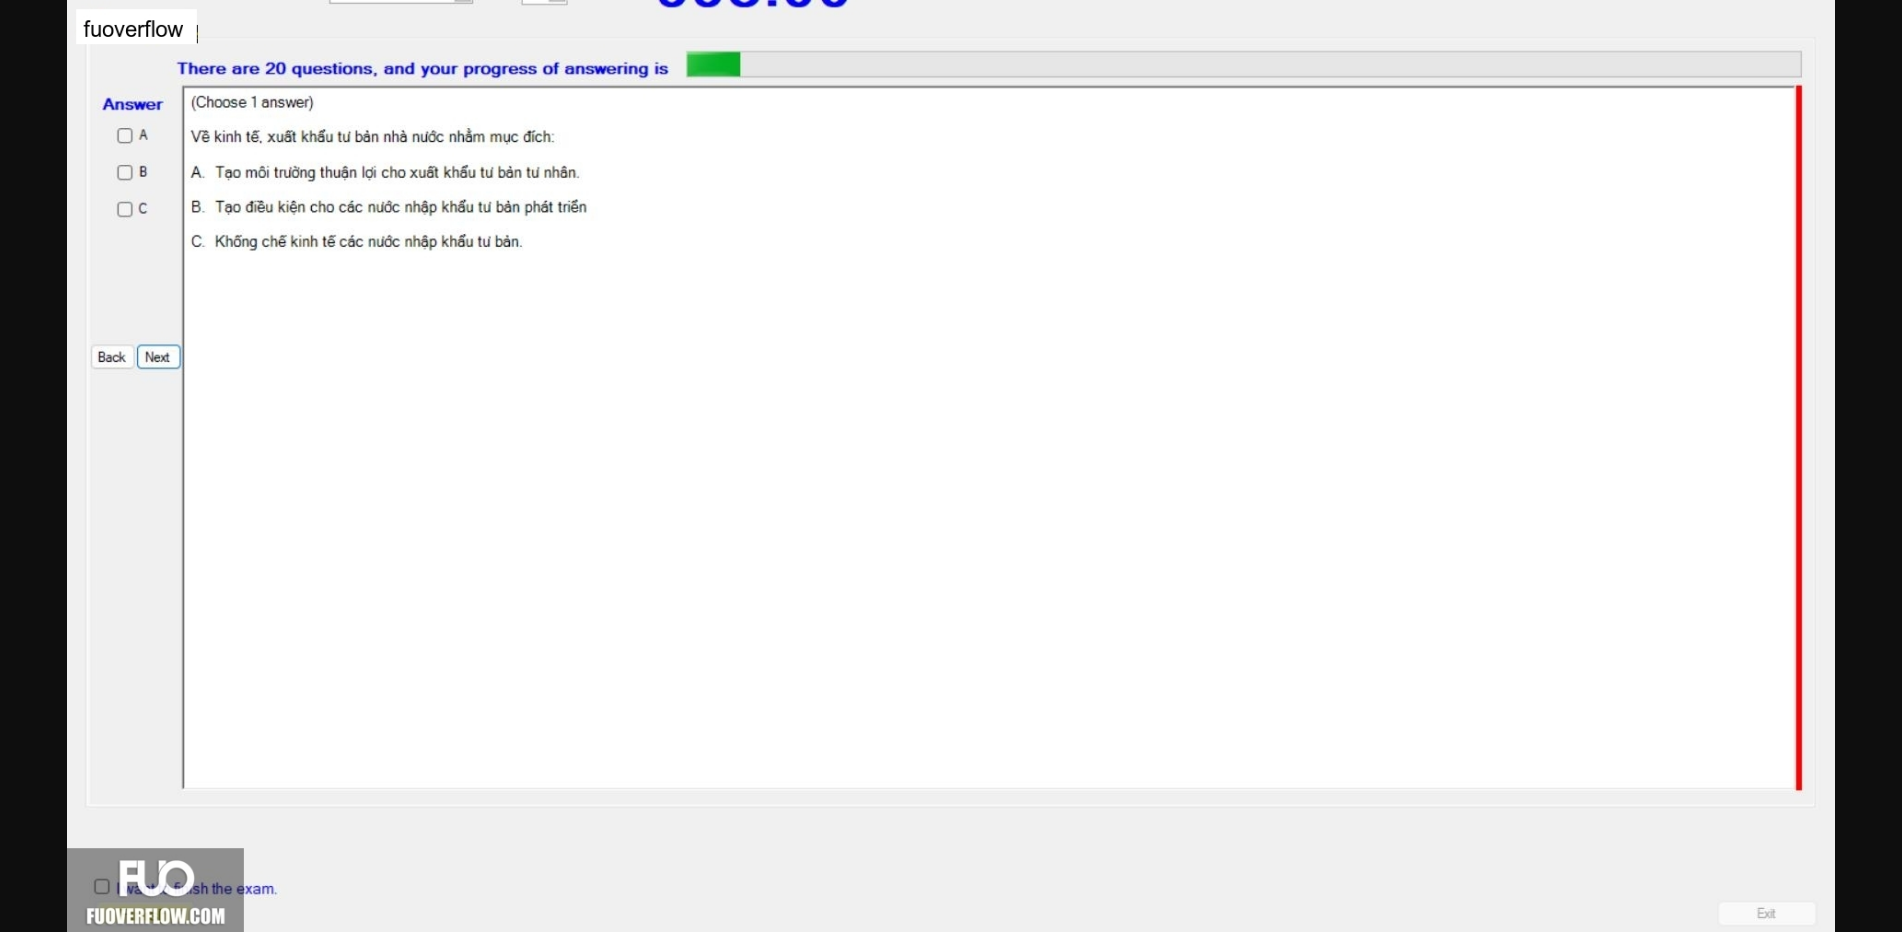 fuoverflow
There are 20 questions, and your progress of answering is
Answer
(Choose 1 answer)
A
Về kinh tế, xuất khẩu tư bản nhà nước nhằm mục đích:
B
A. Tạo môi trường thuận lợi cho xuất khẩu tư bản tư nhân.
C
B. Tạo điều kiện cho các nước nhập khẩu tư bản phát triển
C. Khống chế kinh tế các nước nhập khẩu tư bản.
Back Next
FUO
I want finish the exam.
FUOVERFLOW.COM
Exit